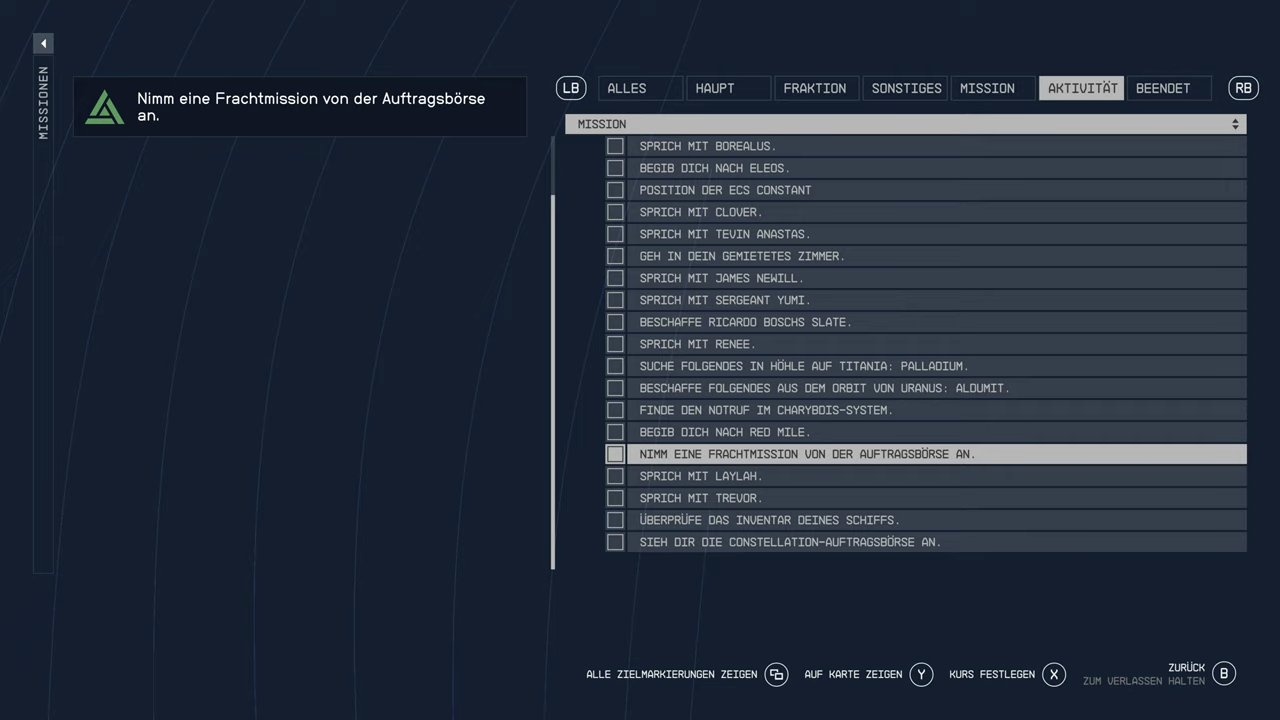 MISSIONEN
Nimm eine Frachtmission von der Auftragsbörse
an.
LB
ALLES
HAUPT
FRAKTION
SONSTIGES
MISSION
AKTIVITÄT
BEENDET
RB
MISSION
SPRICH MIT BOREALUS.
BEGIB DICH NACH ELEOS.
POSITION DER ECS CONSTANT
SPRICH MIT CLOVER.
SPRICH MIT TEVIN ANASTAS.
GEH IN DEIN GEMIETETES ZIMMER.
SPRICH MIT JAMES NEWILL.
SPRICH MIT SERGEANT YUMI.
BESCHAFFE RICARDO BOSCHS SLATE.
SPRICH MIT RENEE.
SUCHE FOLGENDES IN HÖHLE AUF TITANIA: PALLADIUM.
BESCHAFFE FOLGENDES AUS DEM ORBIT VON URANUS: ALDUMIT.
FINDE DEN NOTRUF IM CHARYBDIS-SYSTEM.
BEGIB DICH NACH RED MILE.
NIMM EINE FRACHTMISSION VON DER AUFTRAGSBÖRSE AN.
SPRICH MIT LAYLAH.
SPRICH MIT TREVOR.
ÜBERPRÜFE DAS INVENTAR DEINES SCHIFFS.
SIEH DIR DIE CONSTELLATION-AUFTRAGSBÖRSE AN.
ALLE ZIELMARKIERUNGEN ZEIGEN
AUF KARTE ZEIGEN Y
KURS FESTLEGEN X
ZURÜCK B
ZUM VERLASSEN HALTEN